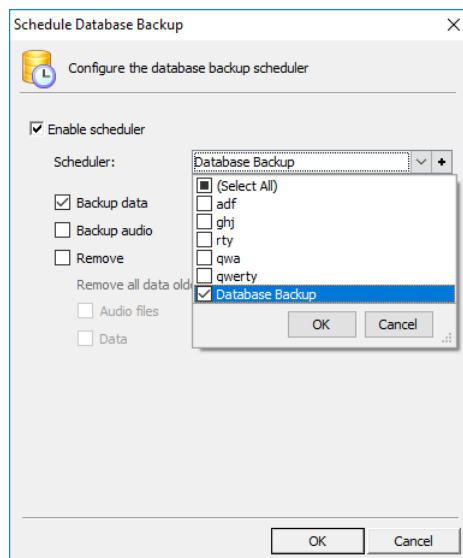 Schedule Database Backup
Configure the database backup scheduler
Enable scheduler
Scheduler: Database Backup
(Select All)
Backup data
adf
Backup audio
ghj
rty
Remove
qwa
qwerty
Remove all data
Database Backup
Audio files
OK Cancel
Data
OK Cancel